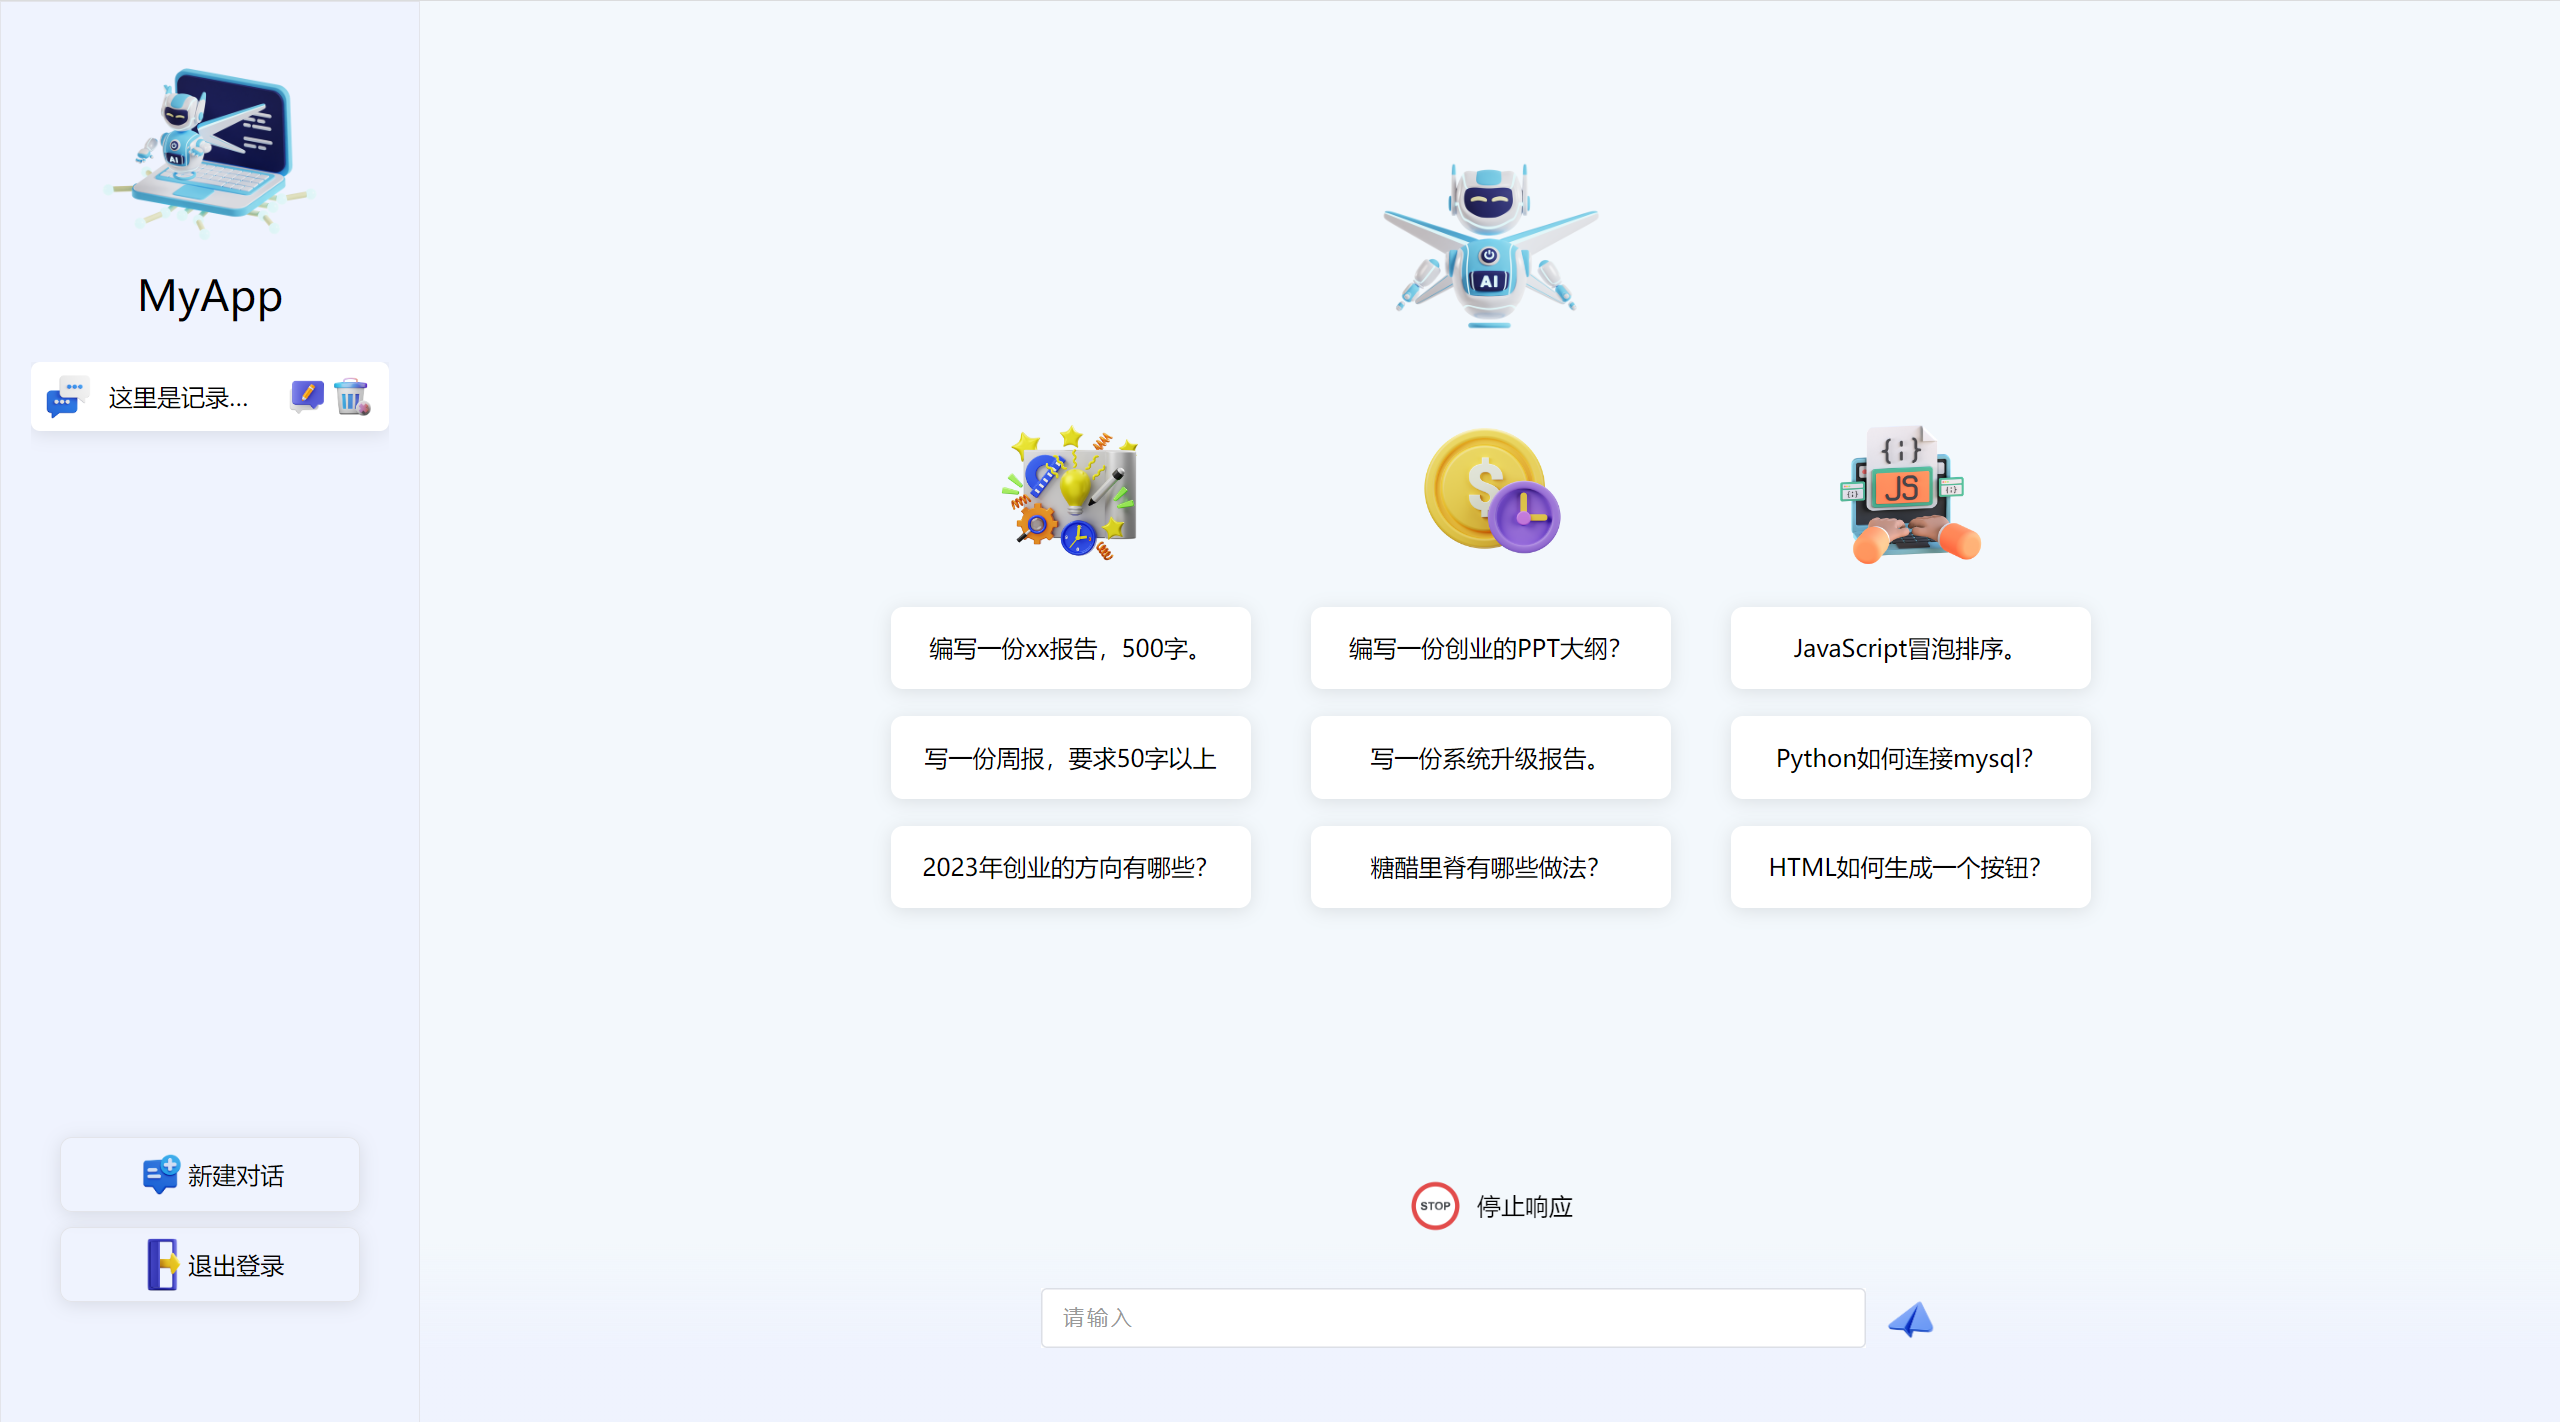 AI
MyApp
这里是记录...
新建对话
退出登录
AI
{;}
JS
{;}
{;}
$
编写一份xx报告，500字。
编写一份创业的PPT大纲？
JavaScript冒泡排序。
写一份周报，要求50字以上
写一份系统升级报告。
Python如何连接mysql？
2023年创业的方向有哪些？
糖醋里脊有哪些做法？
HTML如何生成一个按钮？
STOP 停止响应
请输入